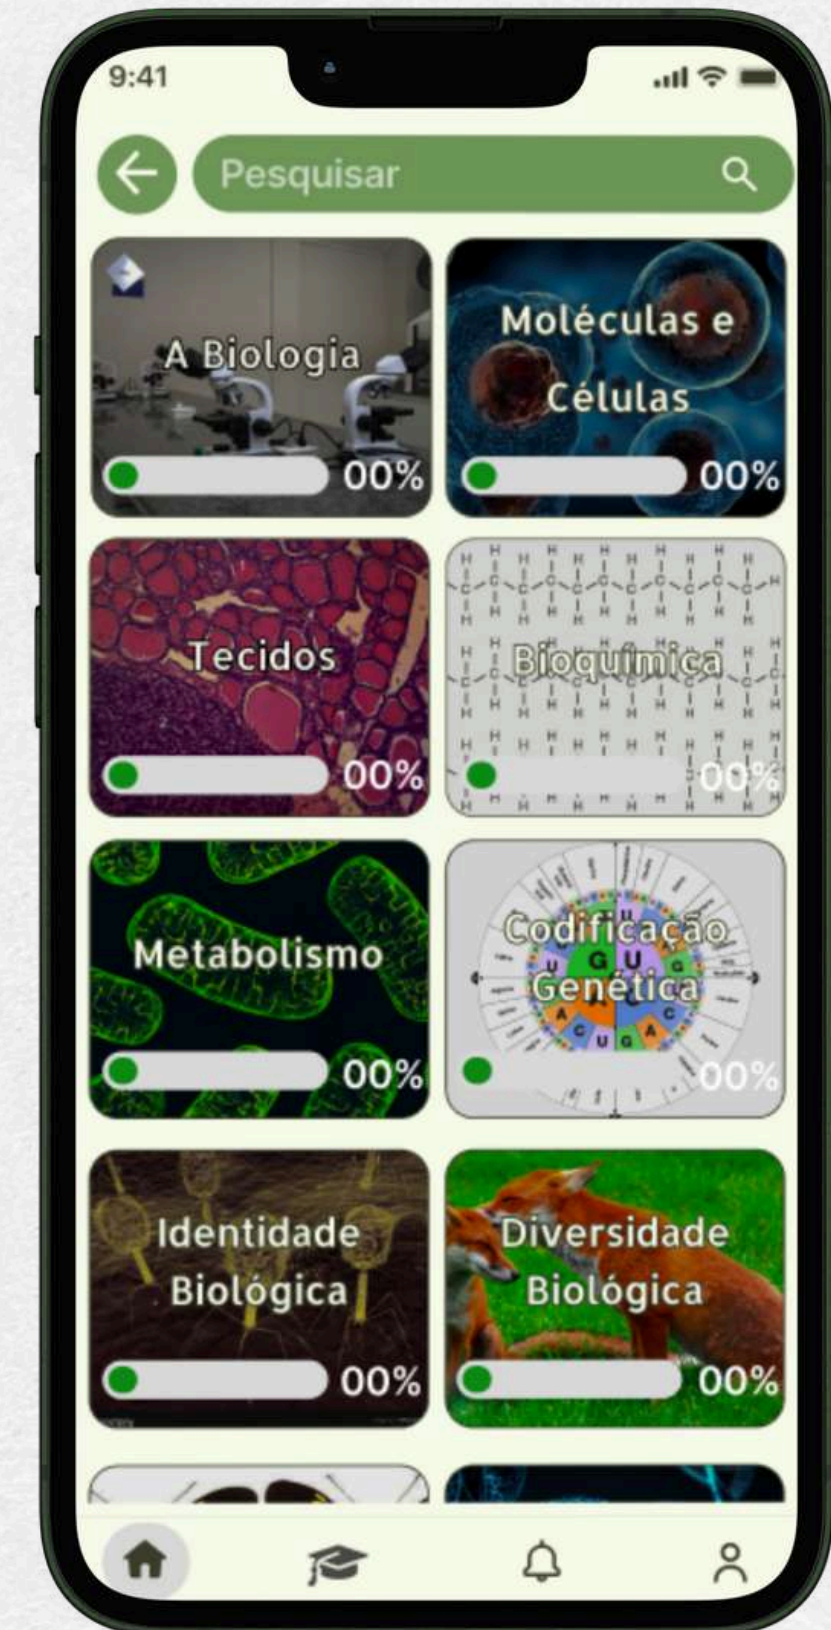 9:41
Pesquisar
A Biologia
00%
Moléculas e
Células
00%
Tecidos
00%
Bioquímica
00%
Metabolismo
00%
Codificação
Genética
00%
Identidade
Biológica
00%
Diversidade
Biológica
00%